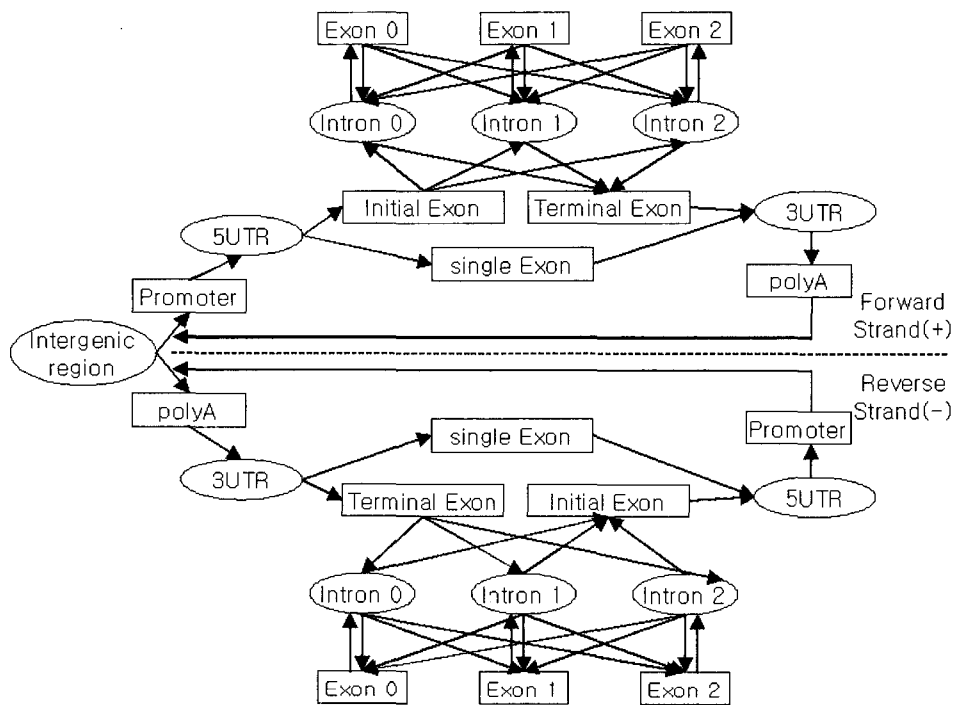 Exon 0 Exon 1 Exon 2
Intron 0 Intron 1 Intron 2
Initial Exon Terminal Exon
3UTR
5UTR
single Exon
polyA
Promoter
Forward
Strand(+)
Intergenic
region
Reverse
Strand(-)
polyA
single Exon
Promoter
3UTR
Terminal Exon Initial Exon
5UTR
Intron 0 Intron 1 Intron 2
Exon 0 Exon 1 Exon 2